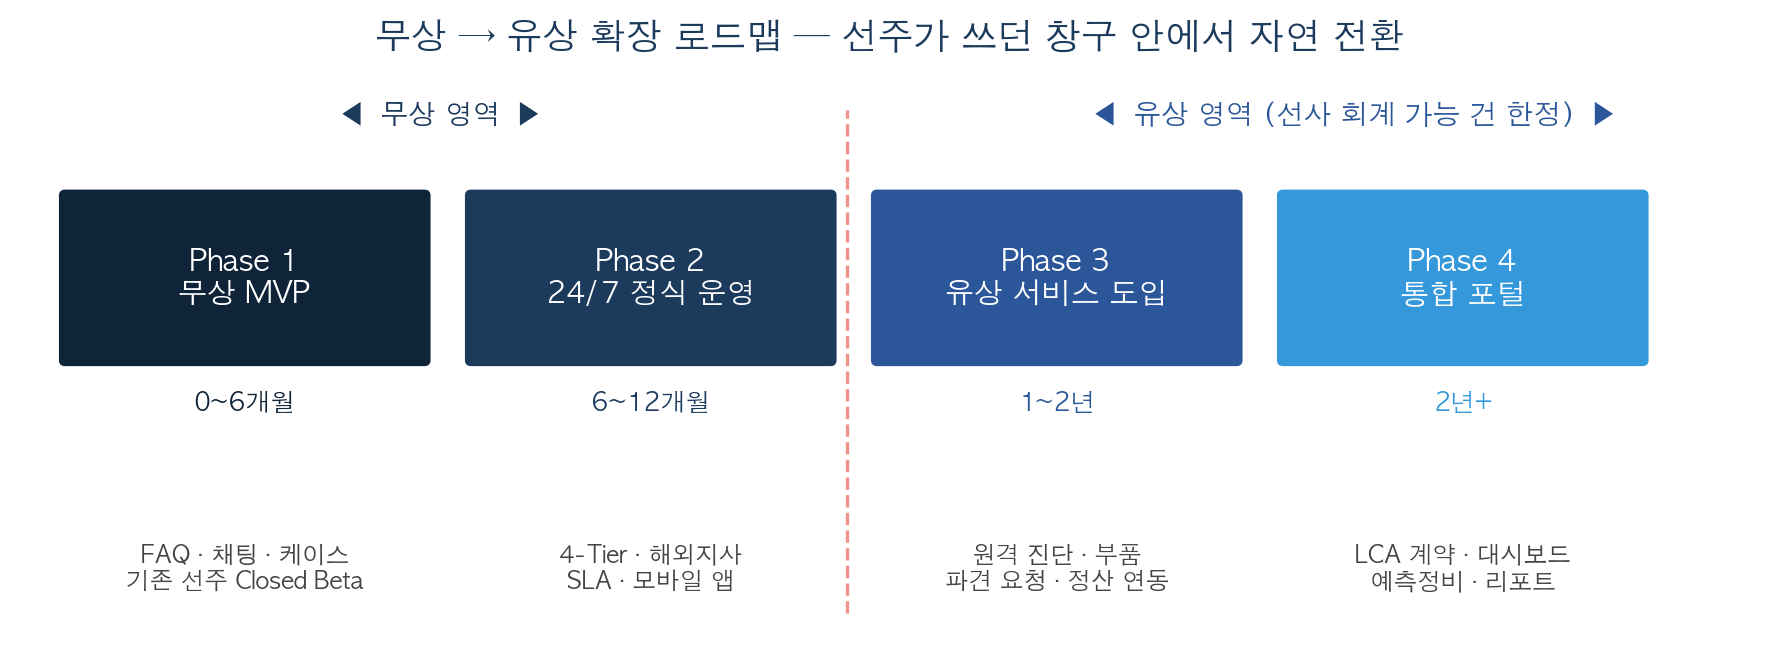 무상 → 유상 확장 로드맵 — 선주가 쓰던 창구 안에서 자연 전환
◀ 무상 영역 ▶
◀ 유상 영역 (선사 회계 가능 건 한정) ▶
Phase 1
무상 MVP
0~6개월
FAQ · 채팅 · 케이스
기존 선주 Closed Beta
Phase 2
24/7 정식 운영
6~12개월
4-Tier · 해외지사
SLA · 모바일 앱
Phase 3
유상 서비스 도입
1~2년
원격 진단 · 부품
파견 요청 · 정산 연동
Phase 4
통합 포털
2년+
LCA 계약 · 대시보드
예측정비 · 리포트